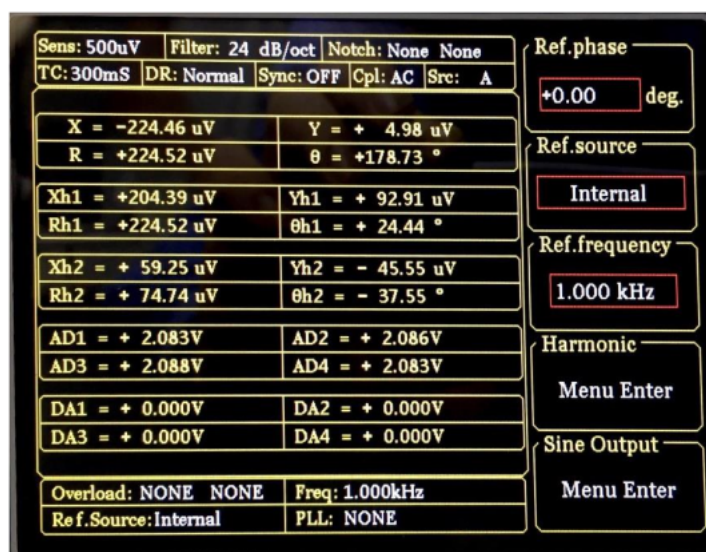 Sens: 500uV Filter: 24 dB/oct Notch: None None
TC: 300mS DR: Normal Sync: OFF Cpl: AC Src: A
X = -224.46 uV Y = + 4.98 uV
R = +224.52 uV θ = +178.73 °
Xh1 = +204.39 uV Yh1 = + 92.91 uV
Rh1 = +224.52 uV θh1 = + 24.44 °
Xh2 = + 59.25 uV Yh2 = - 45.55 uV
Rh2 = + 74.74 uV θh2 = - 37.55 °
AD1 = + 2.083V AD2 = + 2.086V
AD3 = + 2.088V AD4 = + 2.083V
DA1 = + 0.000V DA2 = + 0.000V
DA3 = + 0.000V DA4 = + 0.000V
Overload: NONE NONE Freq: 1.000kHz
Ref.Source:Internal PLL: NONE
Ref.phase
+0.00 deg.
Ref.source
Internal
Ref.frequency
1.000 kHz
Harmonic
Menu Enter
Sine Output
Menu Enter